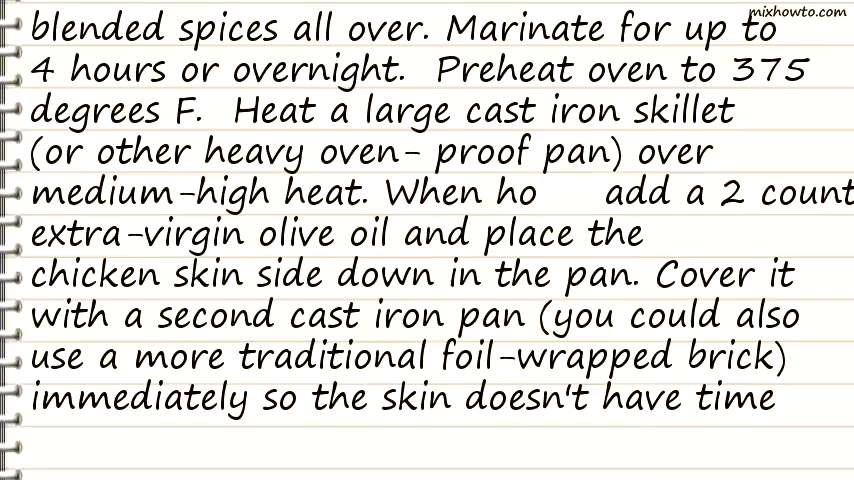 mixhowto.com
blended spices all over. Marinate for up to
4 hours or overnight. Preheat oven to 375
degrees F. Heat a large cast iron skillet
(or other heavy oven- proof pan) over
medium-high heat. When ho add a 2 count
extra-virgin olive oil and place the
chicken skin side down in the pan. Cover it
with a second cast iron pan (you could also
use a more traditional foil-wrapped brick)
immediately so the skin doesn't have time